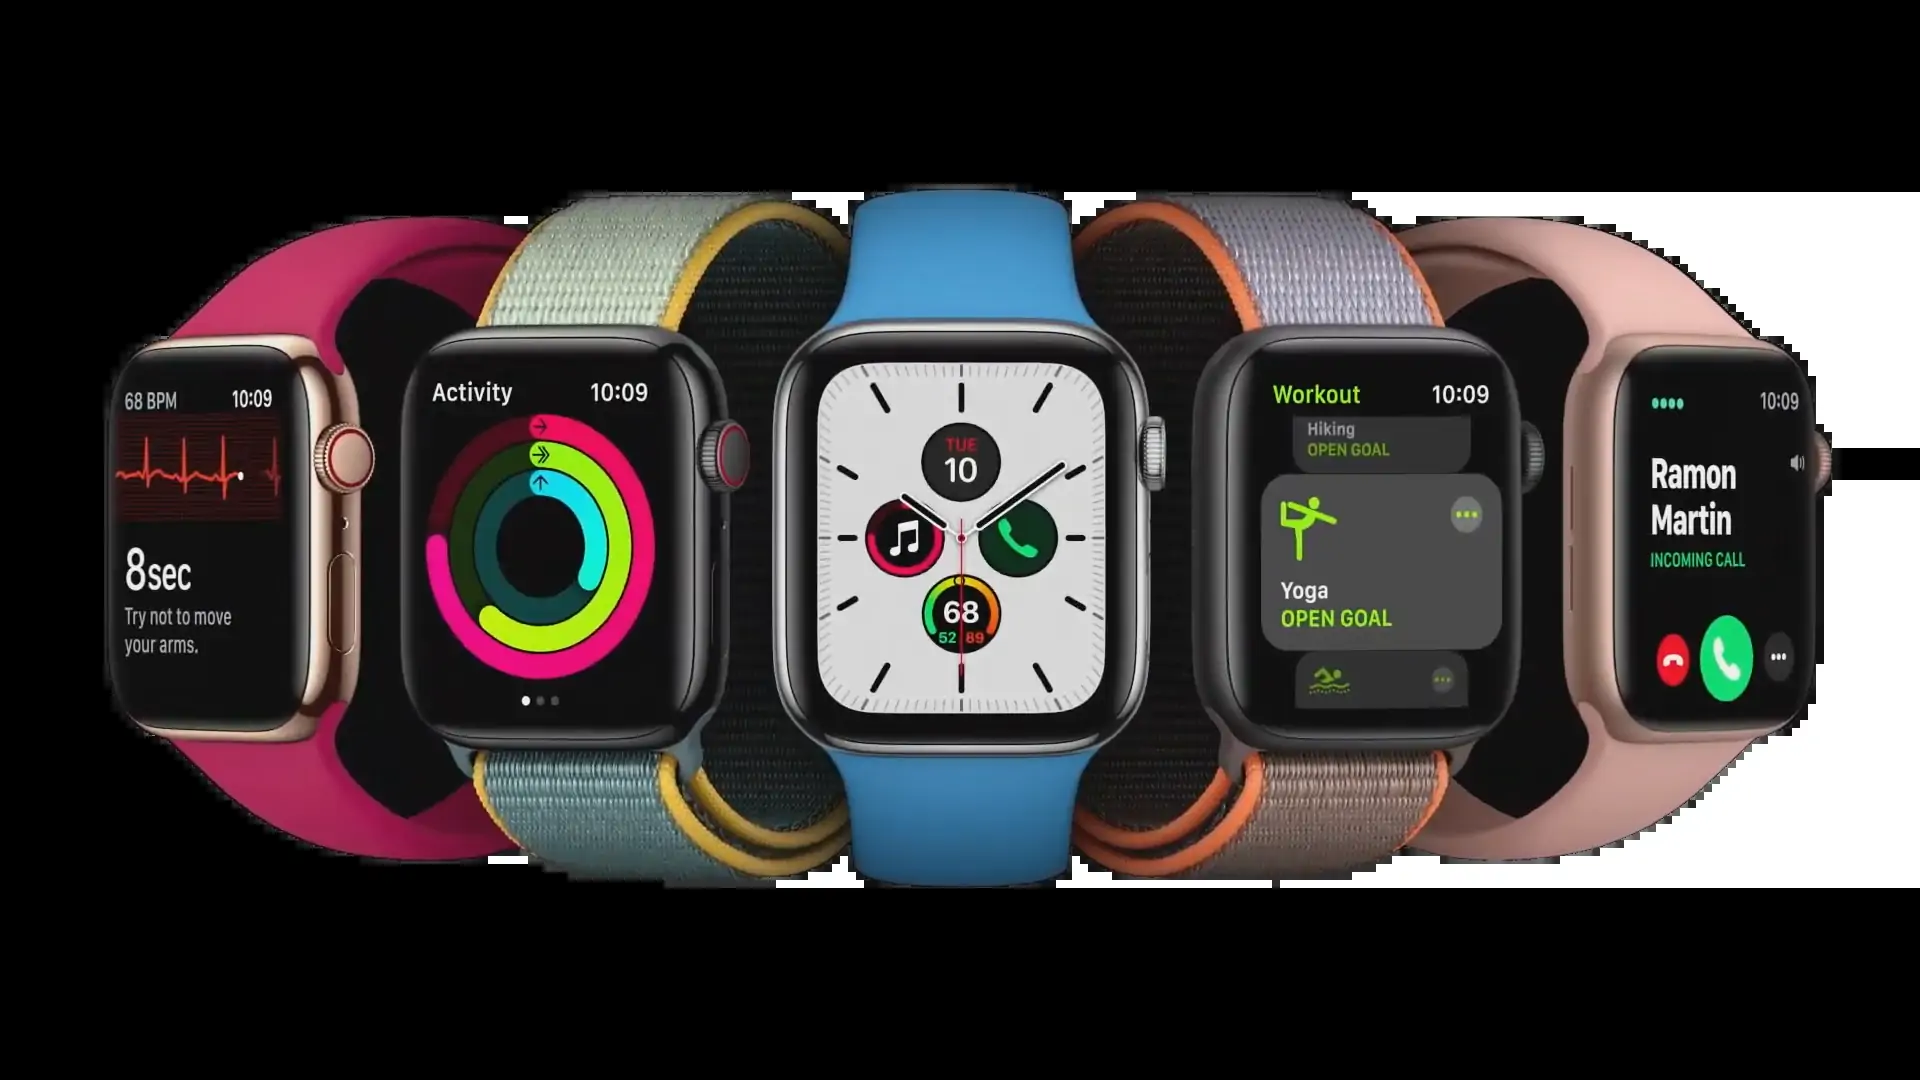 68 BPM
10:09
8sec
Try not to move
your arms.
Activity
10:09
TUE
10
68
52 89
Workout
10:09
Hiking
OPEN GOAL
Yoga
OPEN GOAL
10:09
Ramon
Martin
INCOMING CALL